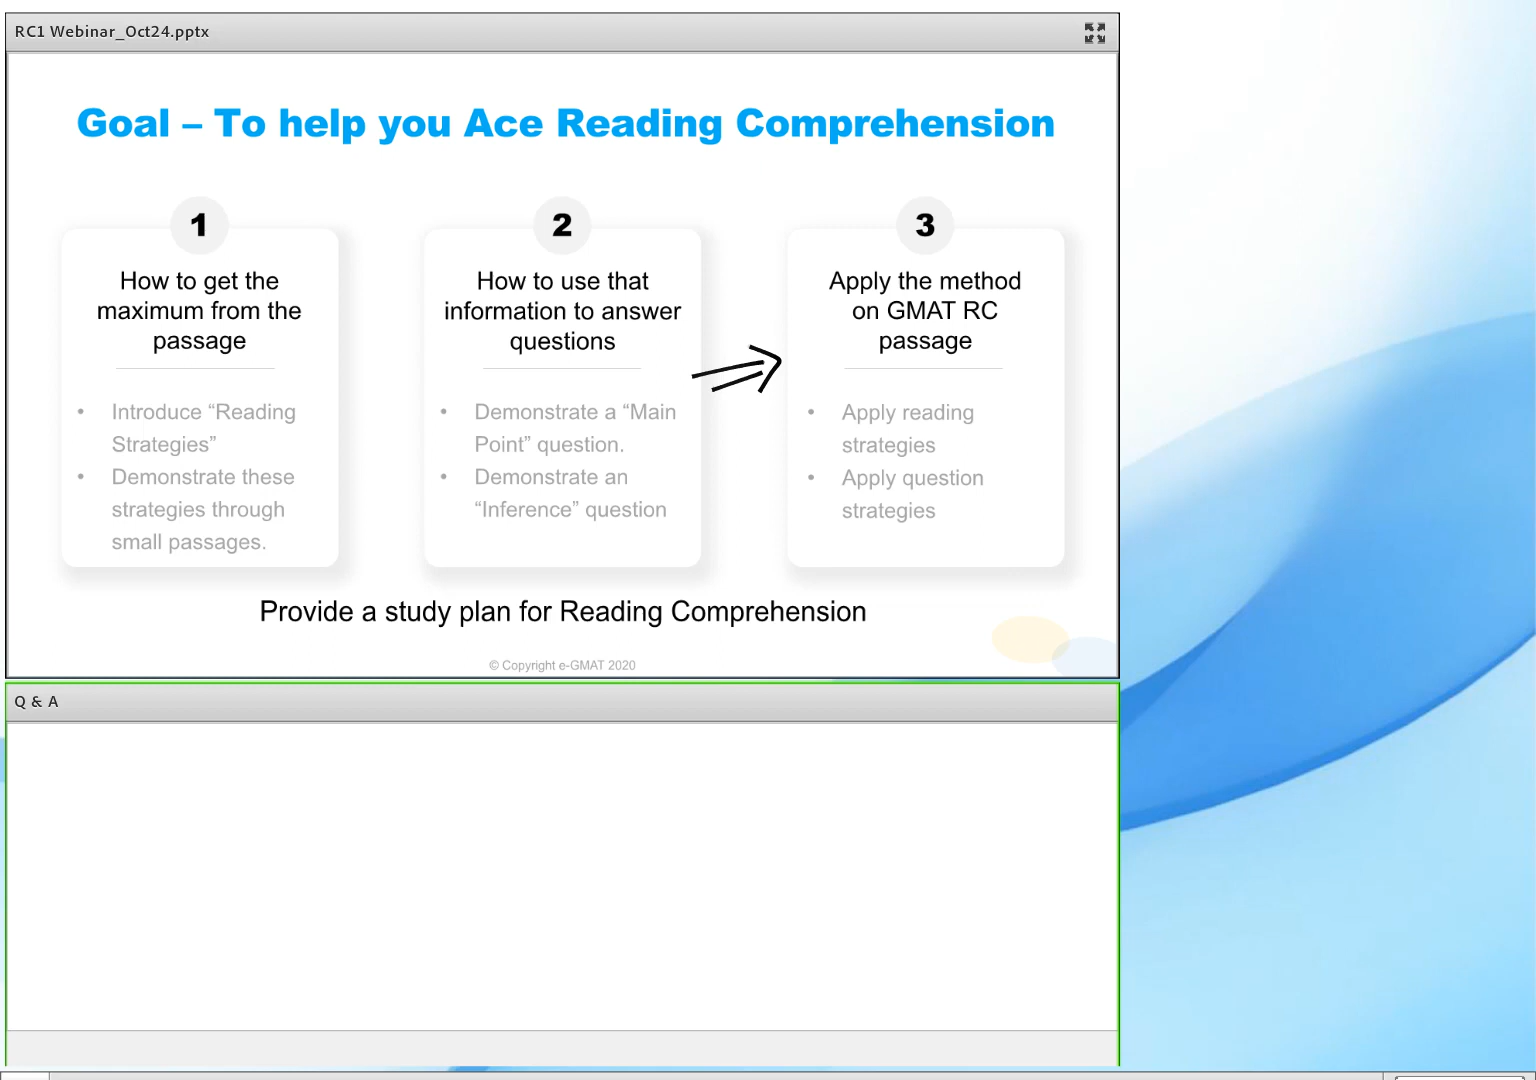 RC1 Webinar_Oct24.pptx
Goal – To help you Ace Reading Comprehension
1
How to get the
maximum from the
passage
• Introduce “Reading
Strategies”
• Demonstrate these
strategies through
small passages.
2
How to use that
information to answer
questions
• Demonstrate a “Main
Point” question.
• Demonstrate an
“Inference” question
3
Apply the method
on GMAT RC
passage
• Apply reading
strategies
• Apply question
strategies
Provide a study plan for Reading Comprehension
© Copyright e-GMAT 2020
Q & A